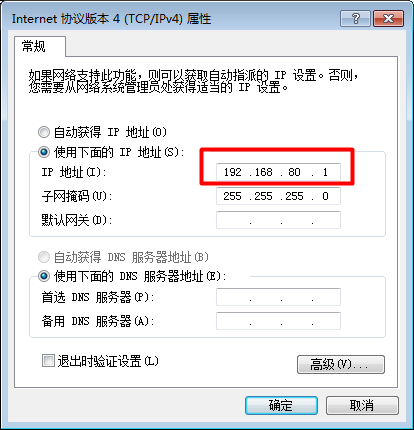 Internet 协议版本 4 (TCP/IPv4) 属性
常规
如果网络支持此功能，则可以获取自动指派的 IP 设置。否则，
您需要从网络系统管理员处获得适当的 IP 设置。
自动获得 IP 地址(O)
使用下面的 IP 地址(S):
IP 地址(I): 192 .168 . 80 . 1
子网掩码(U): 255 .255 .255 . 0
默认网关(D): . . .
自动获得 DNS 服务器地址(B)
使用下面的 DNS 服务器地址(E):
首选 DNS 服务器(P): . . .
备用 DNS 服务器(A): . . .
退出时验证设置(L)
高级(V)...
确定 取消